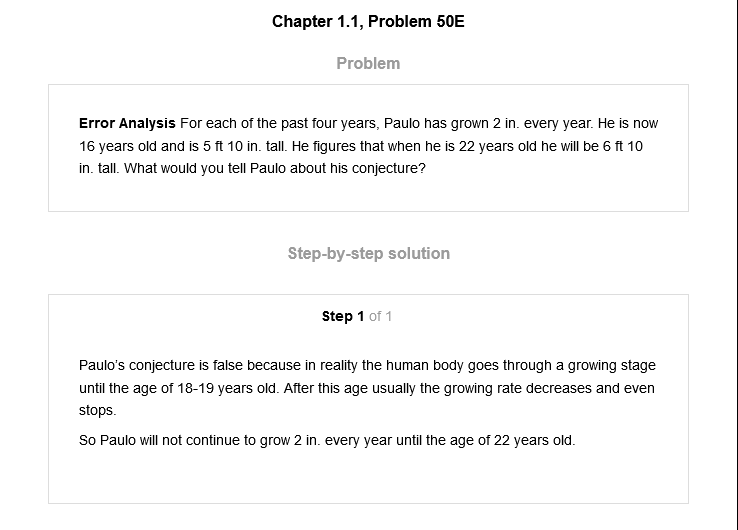 Chapter 1.1, Problem 50E
Problem
Error Analysis For each of the past four years, Paulo has grown 2 in. every year. He is now
16 years old and is 5 ft 10 in. tall. He figures that when he is 22 years old he will be 6 ft 10
in. tall. What would you tell Paulo about his conjecture?
Step-by-step solution
Step 1 of 1
Paulo’s conjecture is false because in reality the human body goes through a growing stage
until the age of 18-19 years old. After this age usually the growing rate decreases and even
stops.
So Paulo will not continue to grow 2 in. every year until the age of 22 years old.